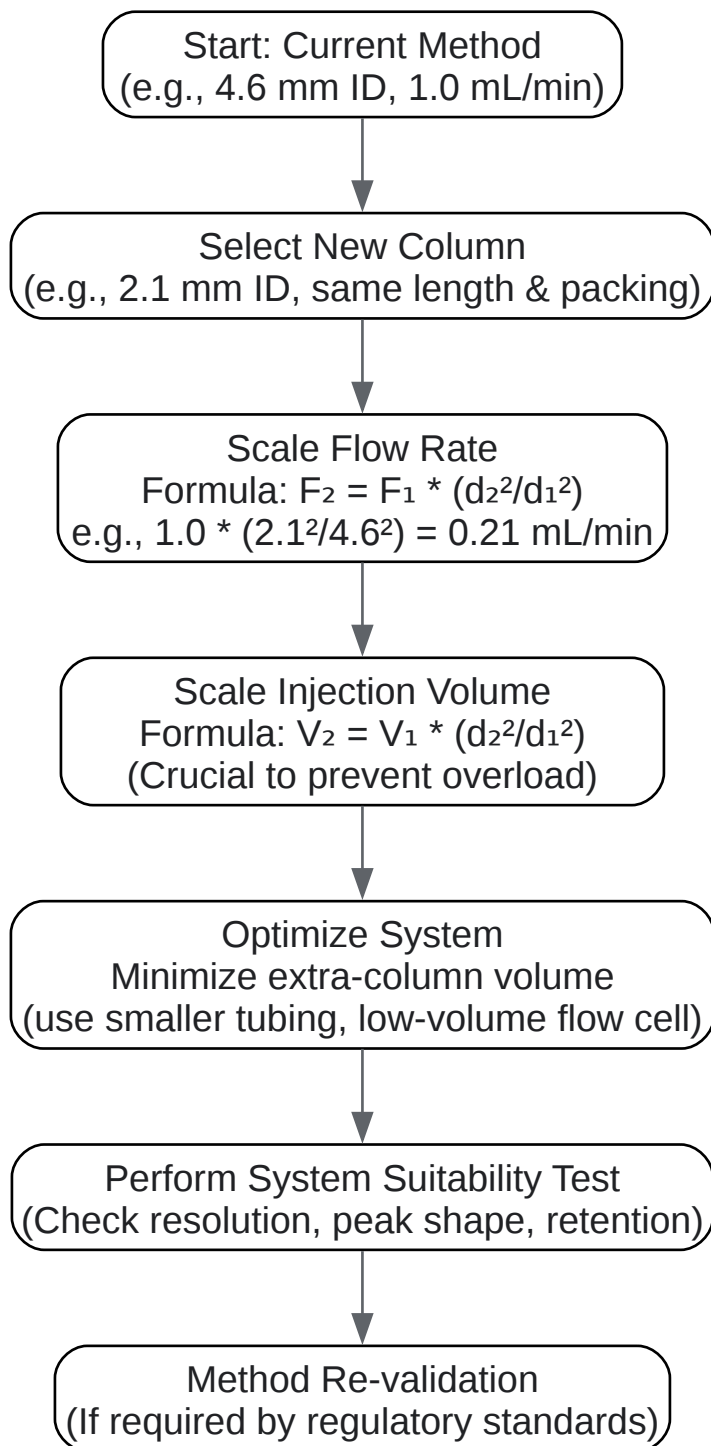 Start: Current Method
(e.g., 4.6 mm ID, 1.0 mL/min)
Select New Column
(e.g., 2.1 mm ID, same length & packing)
Scale Flow Rate
Formula: F₂ = F₁ * (d₂²/d₁²)
e.g., 1.0 * (2.1²/4.6²) = 0.21 mL/min
Scale Injection Volume
Formula: V₂ = V₁ * (d₂²/d₁²)
(Crucial to prevent overload)
Optimize System
Minimize extra-column volume
(use smaller tubing, low-volume flow cell)
Perform System Suitability Test
(Check resolution, peak shape, retention)
Method Re-validation
(If required by regulatory standards)